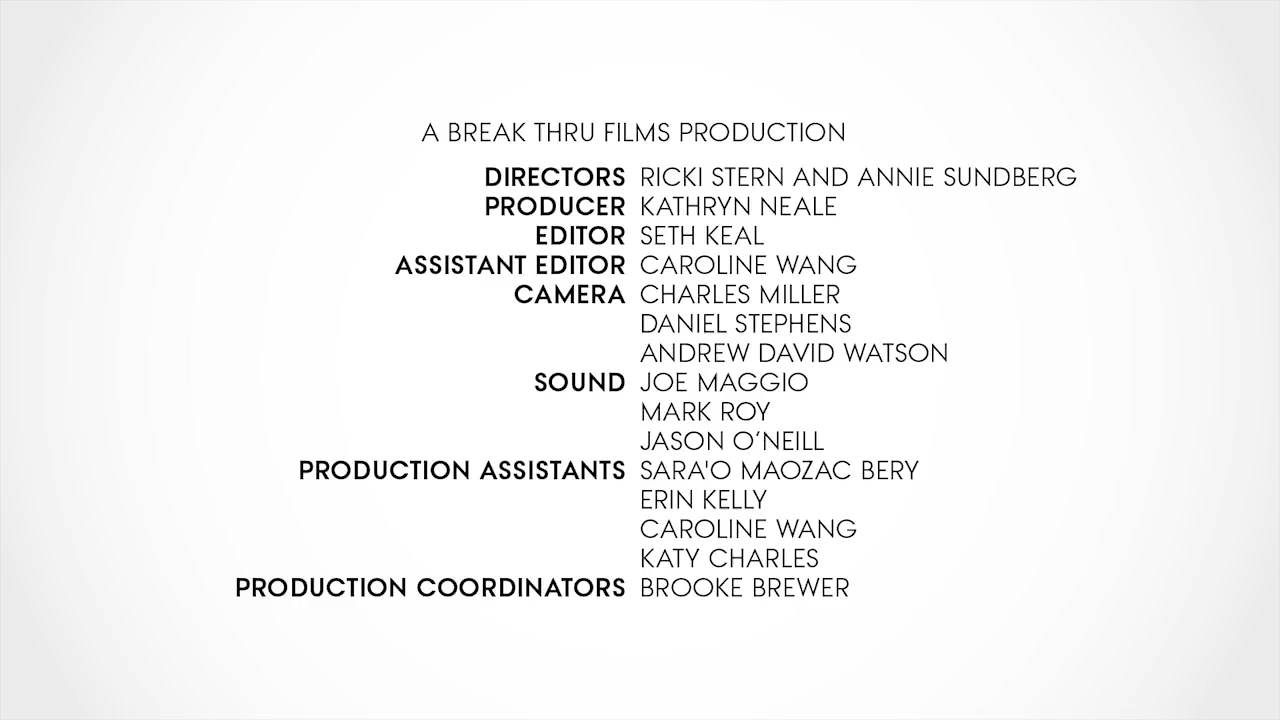 A BREAK THRU FILMS PRODUCTION
DIRECTORS RICKI STERN AND ANNIE SUNDBERG
PRODUCER KATHRYN NEALE
EDITOR SETH KEAL
ASSISTANT EDITOR CAROLINE WANG
CAMERA CHARLES MILLER
DANIEL STEPHENS
ANDREW DAVID WATSON
SOUND JOE MAGGIO
MARK ROY
JASON O’NEILL
PRODUCTION ASSISTANTS SARA'O MAOZAC BERY
ERIN KELLY
CAROLINE WANG
KATY CHARLES
PRODUCTION COORDINATORS BROOKE BREWER